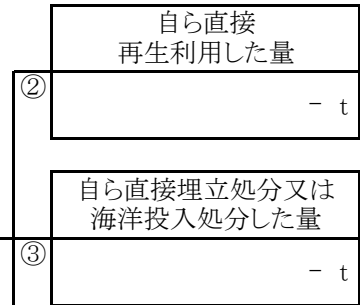 自ら直接
再生利用した量
②
－ t
自ら直接埋立処分又は
海洋投入処分した量
③
－ t